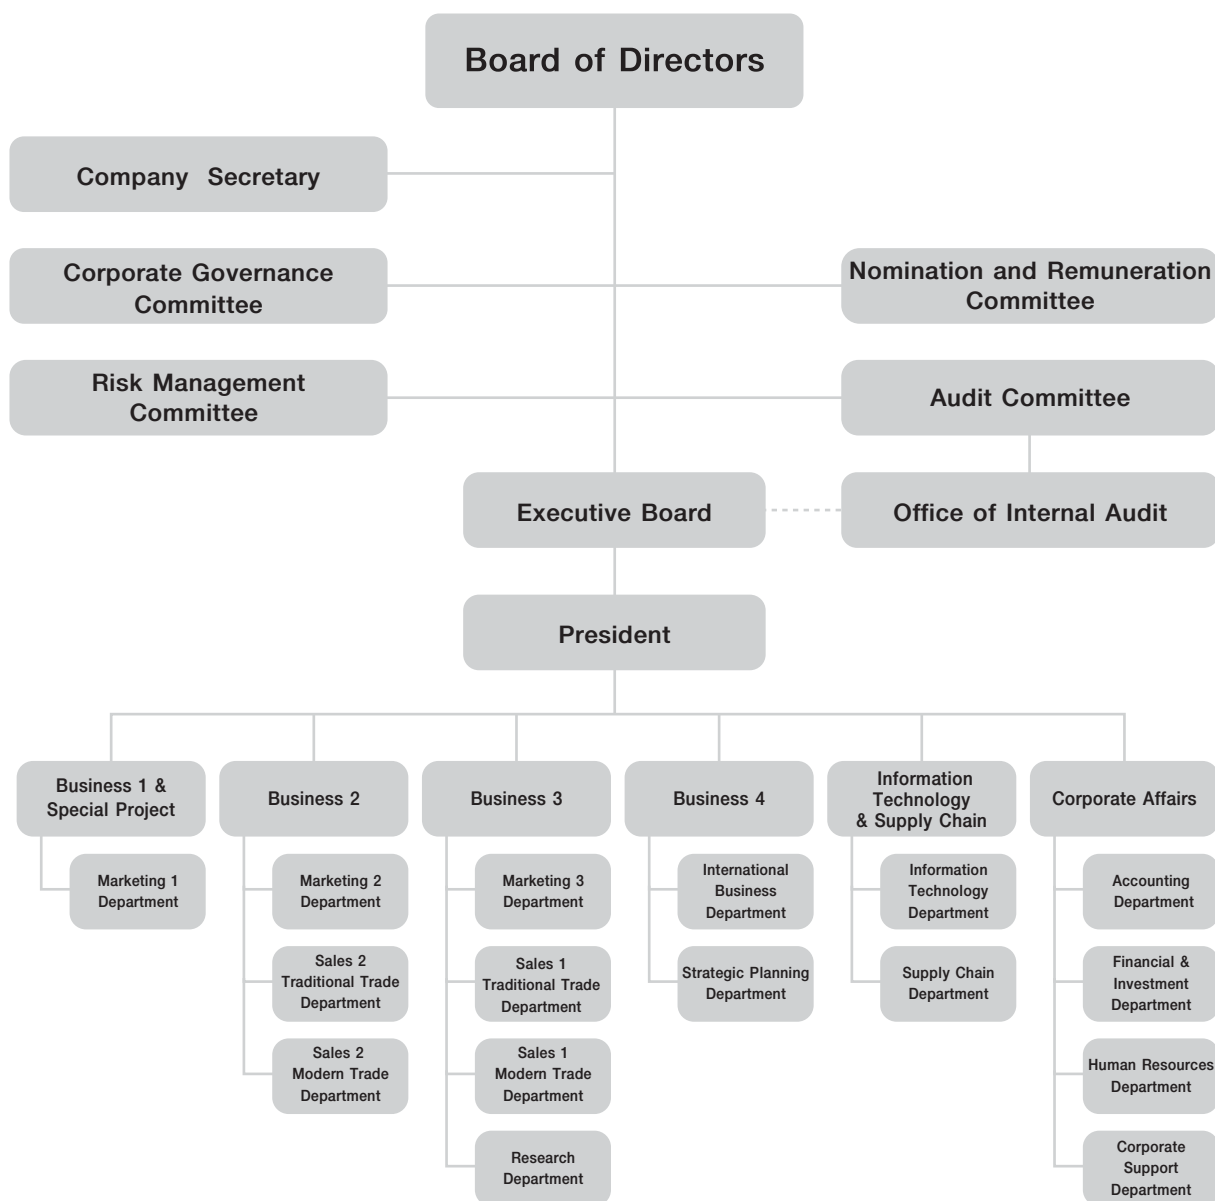 Board of Directors
Company Secretary
Corporate Governance
Committee
Nomination and Remuneration
Committee
Risk Management
Committee
Audit Committee
Executive Board
Office of Internal Audit
President
Business 1 &
Special Project
Business 2
Business 3
Business 4
Information
Technology
& Supply Chain
Corporate Affairs
Marketing 1
Department
Marketing 2
Department
Sales 2
Traditional Trade
Department
Sales 2
Modern Trade
Department
Marketing 3
Department
Sales 1
Traditional Trade
Department
Sales 1
Modern Trade
Department
Research
Department
International
Business
Department
Strategic Planning
Department
Information
Technology
Department
Supply Chain
Department
Accounting
Department
Financial &
Investment
Department
Human Resources
Department
Corporate
Support
Department